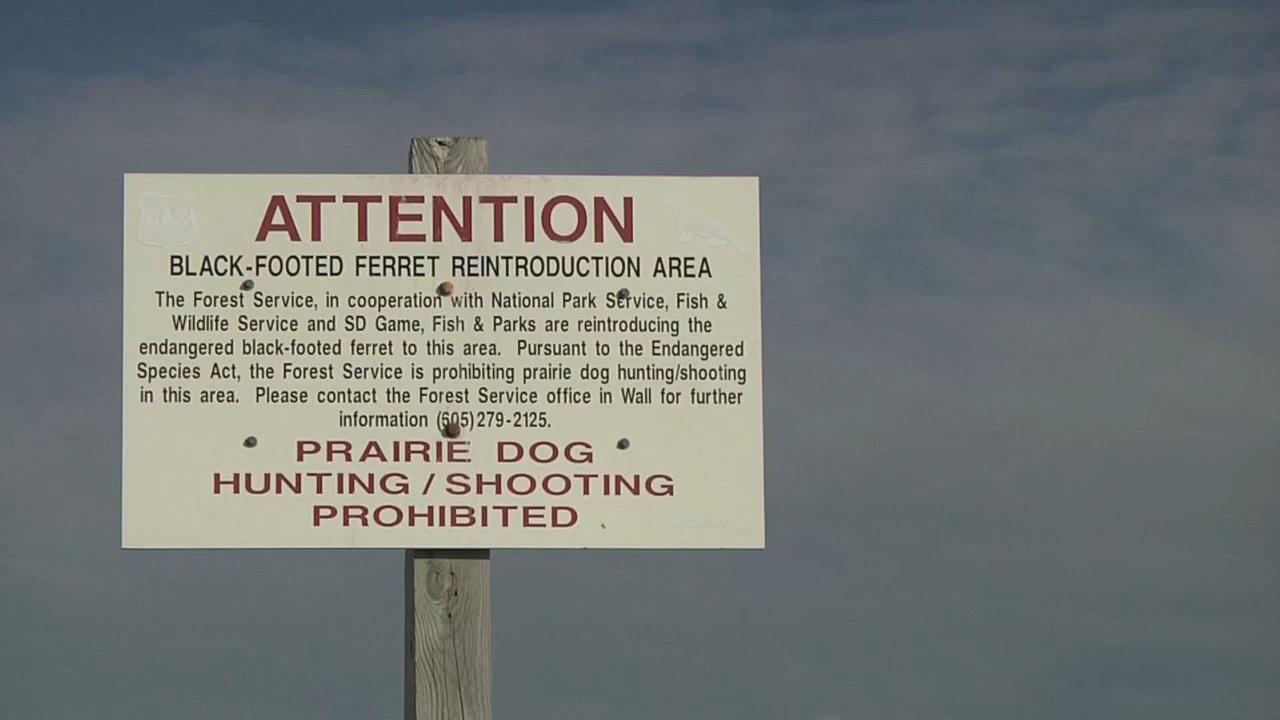 ATTENTION
BLACK-FOOTED FERRET REINTRODUCTION AREA
The Forest Service, in cooperation with National Park Service, Fish &
Wildlife Service and SD Game, Fish & Parks are reintroducing the
endangered black-footed ferret to this area. Pursuant to the Endangered
Species Act, the Forest Service is prohibiting prairie dog hunting/shooting
in this area. Please contact the Forest Service office in Wall for further
information (605)279-2125.
PRAIRIE DOG
HUNTING / SHOOTING
PROHIBITED